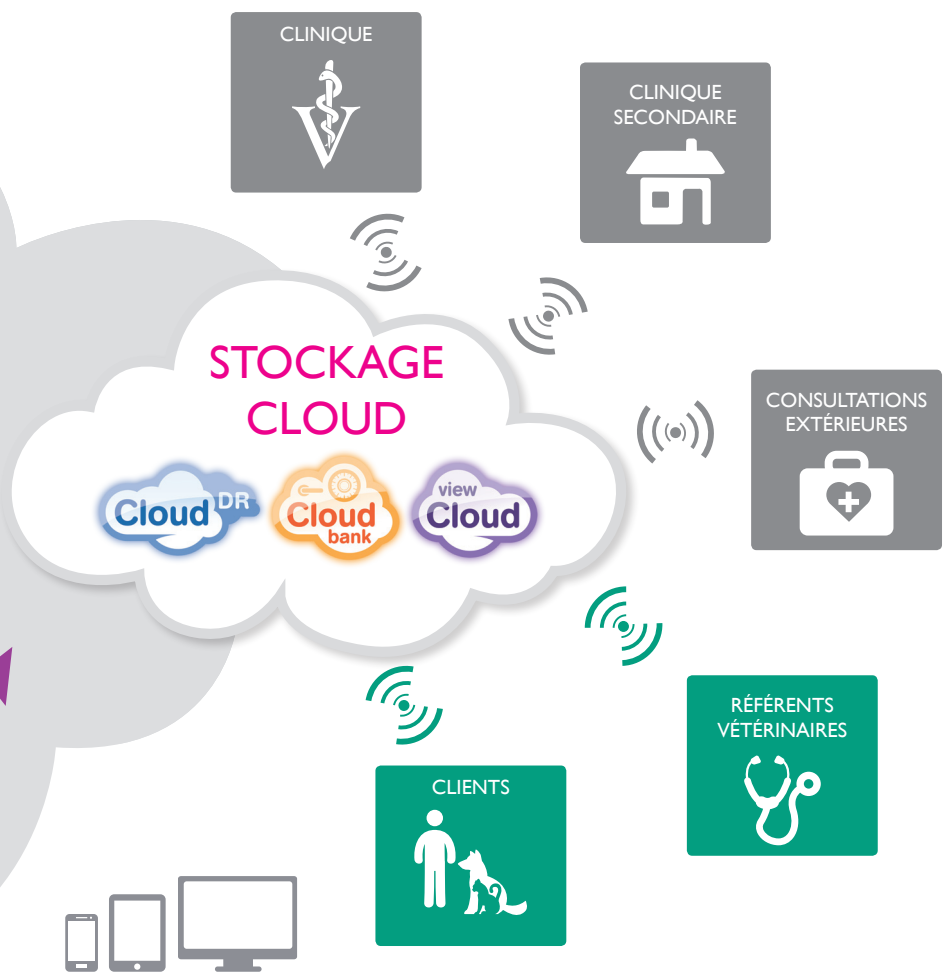 CLINIQUE
CLINIQUE
SECONDAIRE
STOCKAGE
CLOUD
CONSULTATIONS
EXTÉRIEURES
Cloud DR
Cloud
bank
view
Cloud
RÉFÉRENTS
VÉTÉRINAIRES
CLIENTS